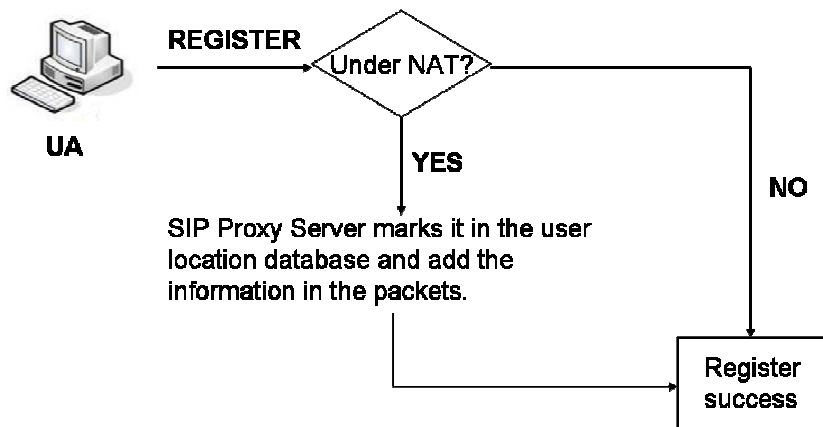 REGISTER
Under NAT?
UA
YES
NO
SIP Proxy Server marks it in the user
location database and add the
information in the packets.
Register
success